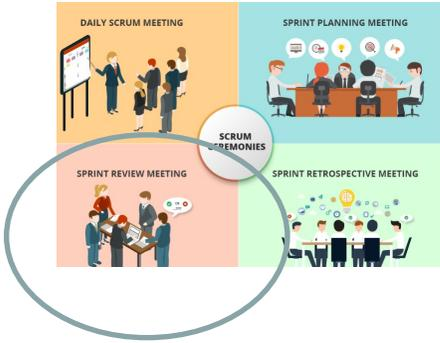 DAILY SCRUM MEETING
SPRINT PLANNING MEETING
SCRUM
CEREMONIES
SPRINT REVIEW MEETING
SPRINT RETROSPECTIVE MEETING